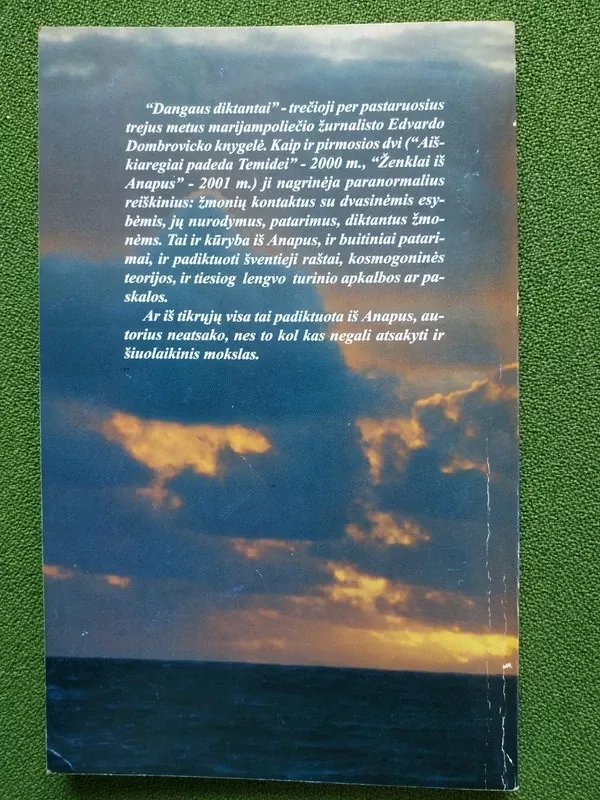 “Dangaus diktantai” - trečioji per pastaruosius
trejus metus marijampoliečio žurnalisto Edvardo
Dombrovicko knygelė. Kaip ir pirmosios dvi (“Aiš-
kiaregiai padeda Temidei” - 2000 m., “Ženklai iš
Anapus” - 2001 m.) ji nagrinėja paranormalius
reiškinius: žmonių kontaktus su dvasinėmis esy-
bėmis, jų nurodymus, patarimus, diktantus žmo-
nėms. Tai ir kūryba iš Anapus, ir buitiniai patari-
mai, ir padiktuoti šventieji raštai, kosmogoninės
teorijos, ir tiesiog lengvo turinio apkalbos ar pa-
skalos.
Ar iš tikrųjų visa tai padiktuota iš Anapus, au-
torius neatsako, nes to kol kas negali atsakyti ir
šiuolaikinis mokslas.